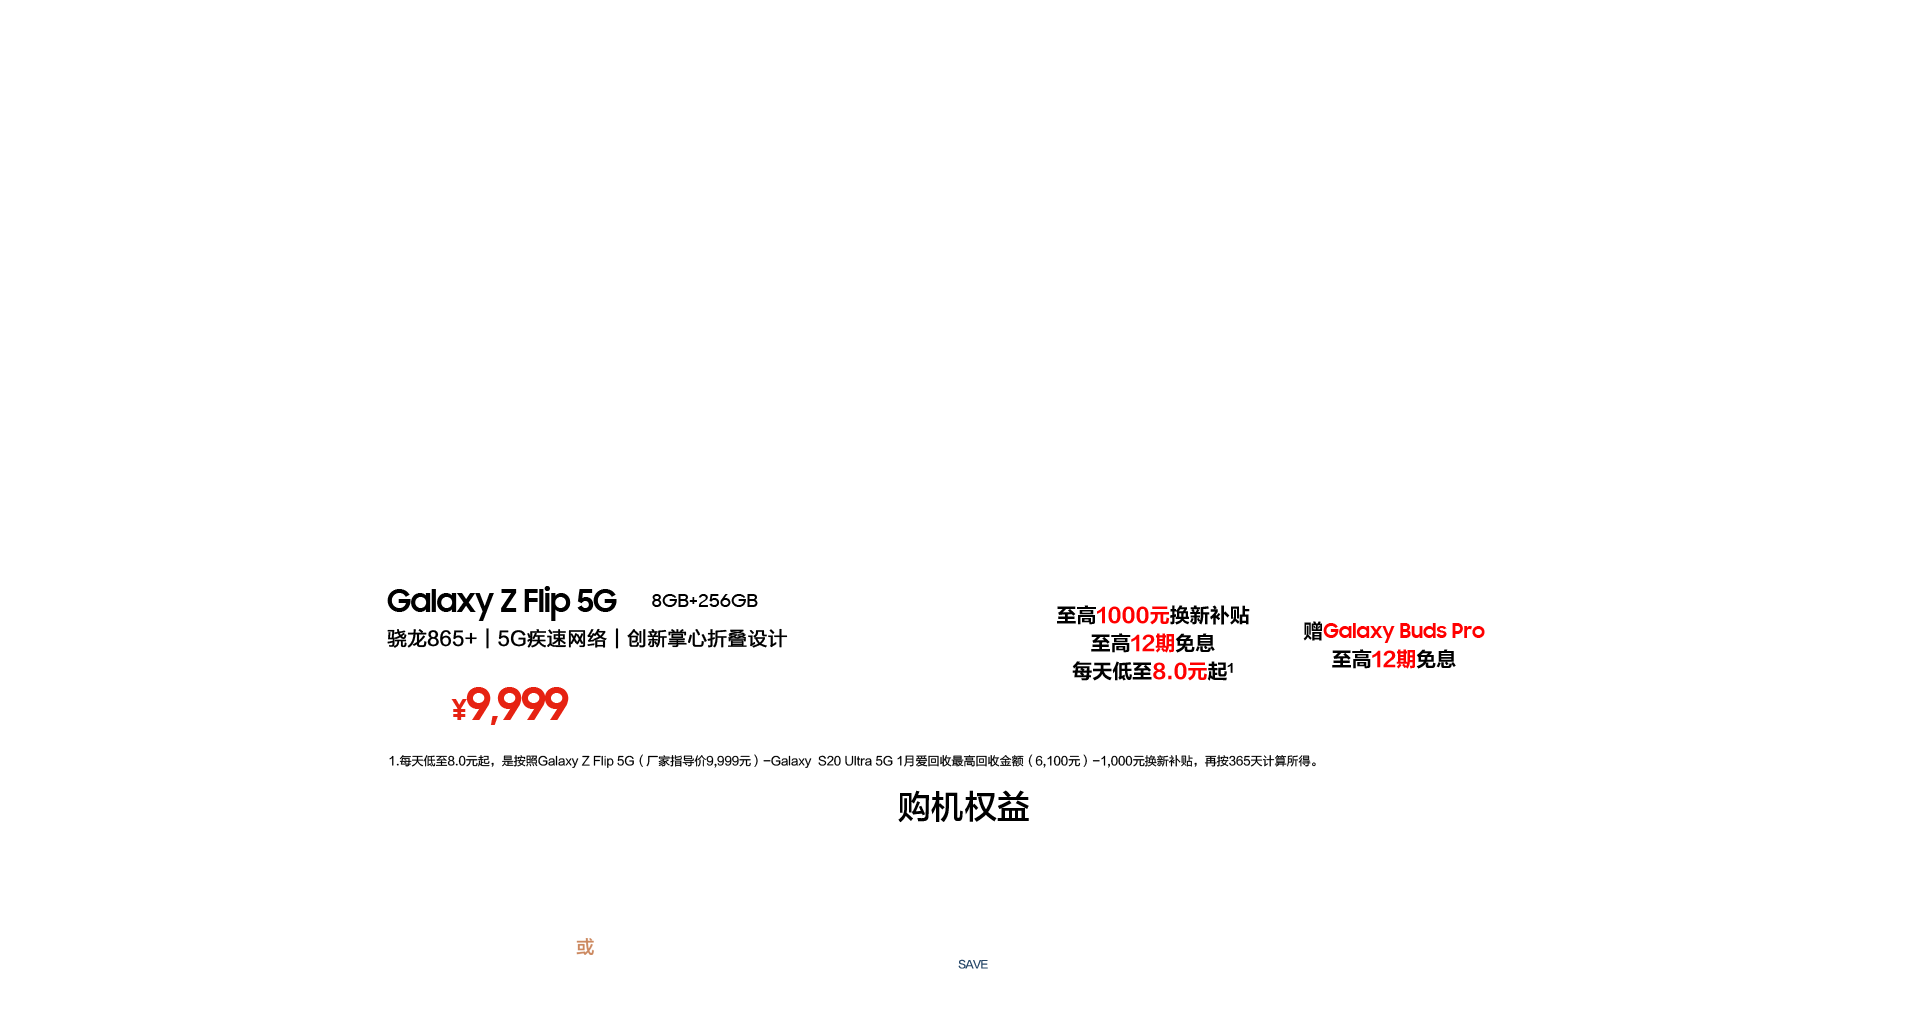 Galaxy Z Flip 5G 8GB+256GB
骁龙865+｜5G疾速网络｜创新掌心折叠设计
¥9,999
至高1000元换新补贴
至高12期免息
每天低至8.0元起¹
赠Galaxy Buds Pro
至高12期免息
1.每天低至8.0元起，是按照Galaxy Z Flip 5G（厂家指导价9,999元）-Galaxy S20 Ultra 5G 1月爱回收最高回收金额（6,100元）-1,000元换新补贴，再按365天计算所得。
购机权益
或
SAVE